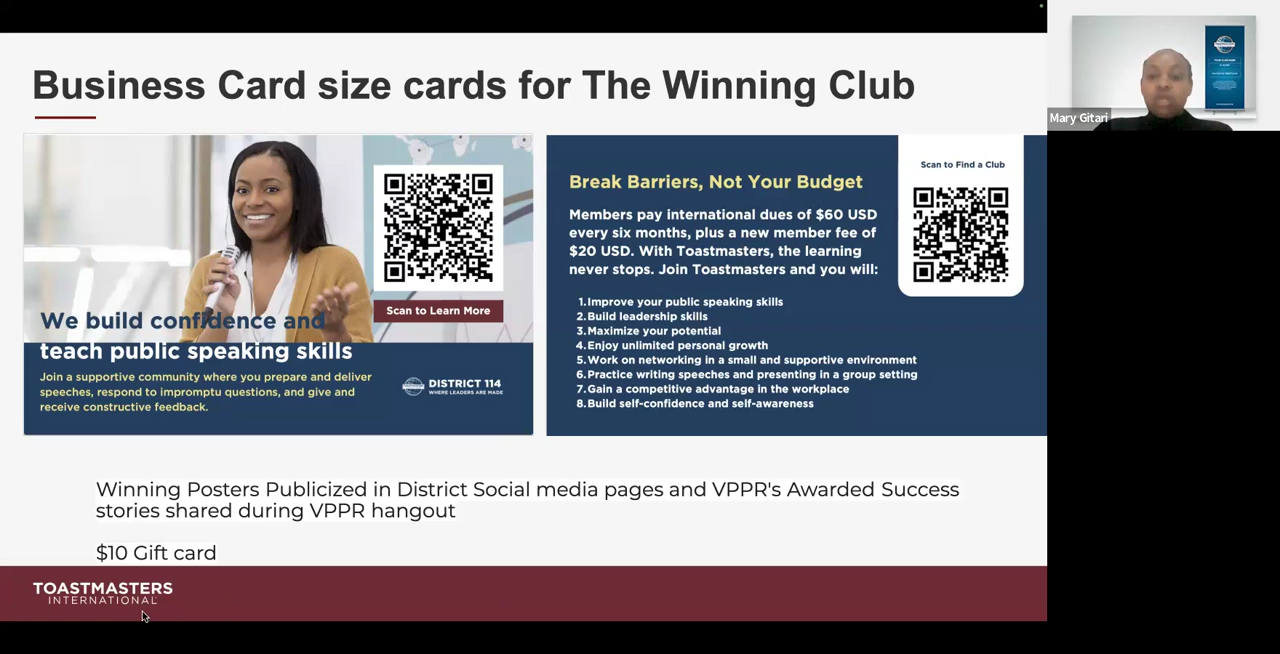 Business Card size cards for The Winning Club
Scan to Learn More
We build confidence and
teach public speaking skills
Join a supportive community where you prepare and deliver
speeches, respond to impromptu questions, and give and
receive constructive feedback.
DISTRICT 114
WHERE LEADERS ARE MADE
Scan to Find a Club
Break Barriers, Not Your Budget
Members pay international dues of $60 USD
every six months, plus a new member fee of
$20 USD. With Toastmasters, the learning
never stops. Join Toastmasters and you will:
1.Improve your public speaking skills
2.Build leadership skills
3.Maximize your potential
4.Enjoy unlimited personal growth
5.Work on networking in a small and supportive environment
6.Practice writing speeches and presenting in a group setting
7.Gain a competitive advantage in the workplace
8.Build self-confidence and self-awareness
Winning Posters Publicized in District Social media pages and VPPR's Awarded Success
stories shared during VPPR hangout
$10 Gift card
TOASTMASTERS
INTERNATIONAL
Mary Gitari